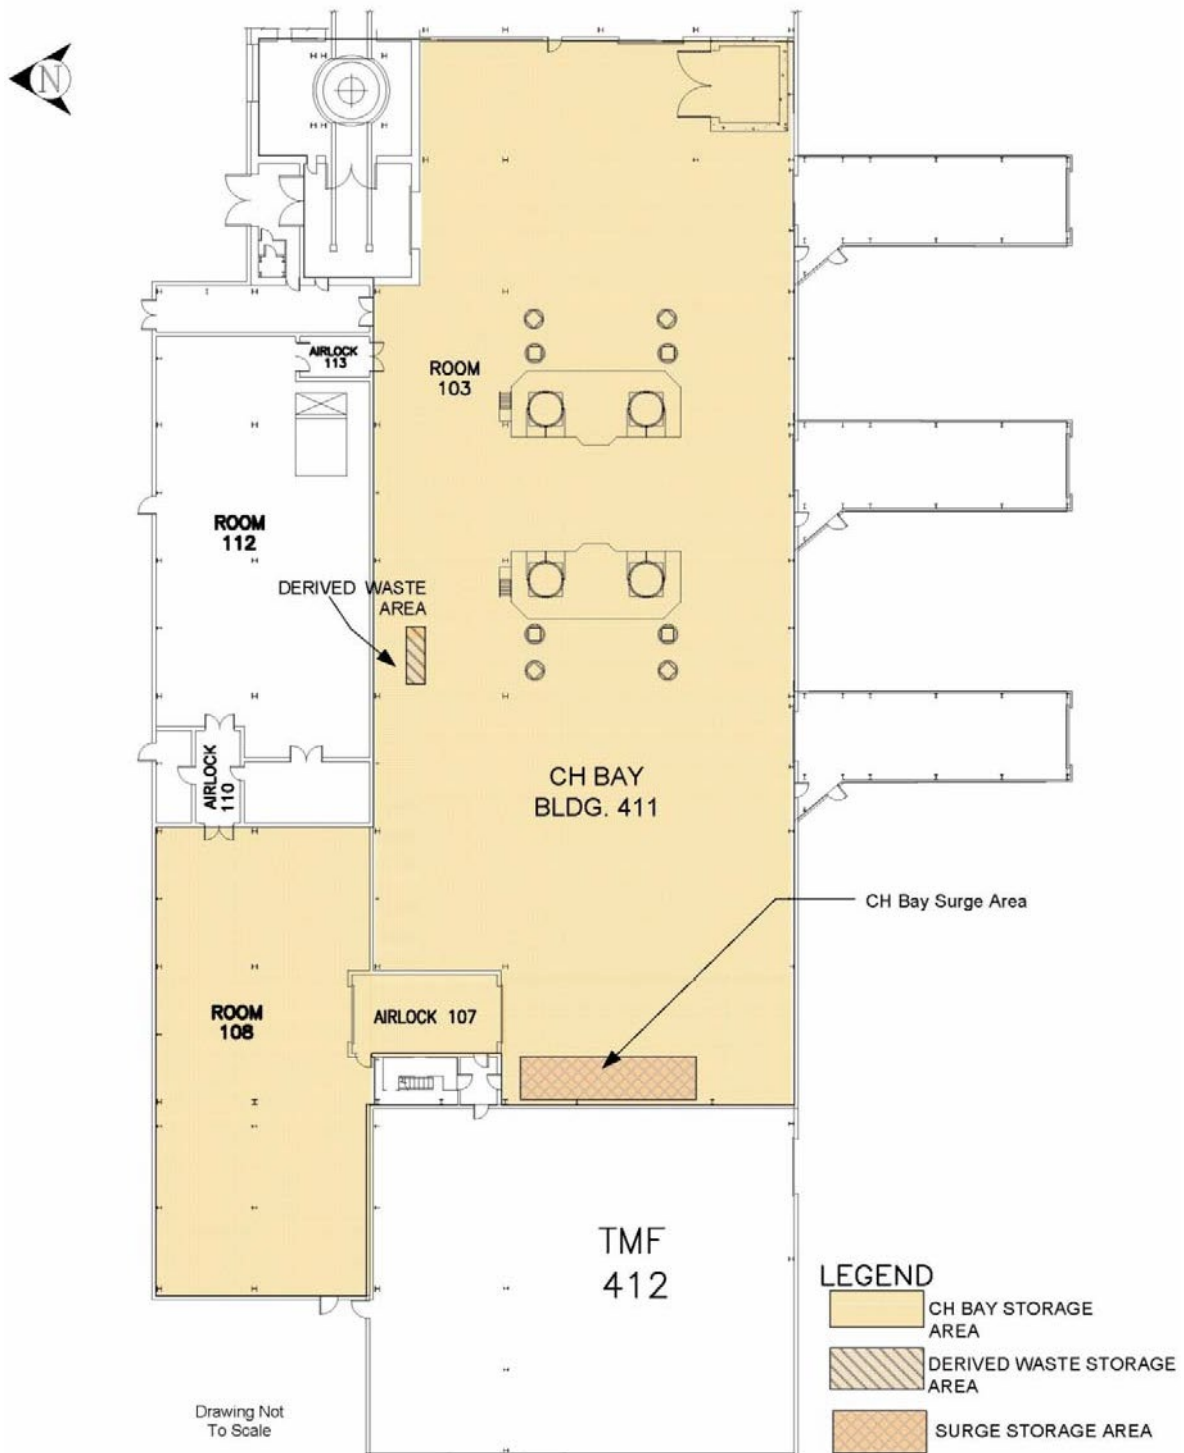 N
AIRLOCK
113
ROOM
103
ROOM
112
DERIVED WASTE
AREA
AIRLOCK
110
CH BAY
BLDG. 411
CH Bay Surge Area
ROOM
108
AIRLOCK 107
TMF
412
LEGEND
CH BAY STORAGE
AREA
DERIVED WASTE STORAGE
AREA
SURGE STORAGE AREA
Drawing Not
To Scale